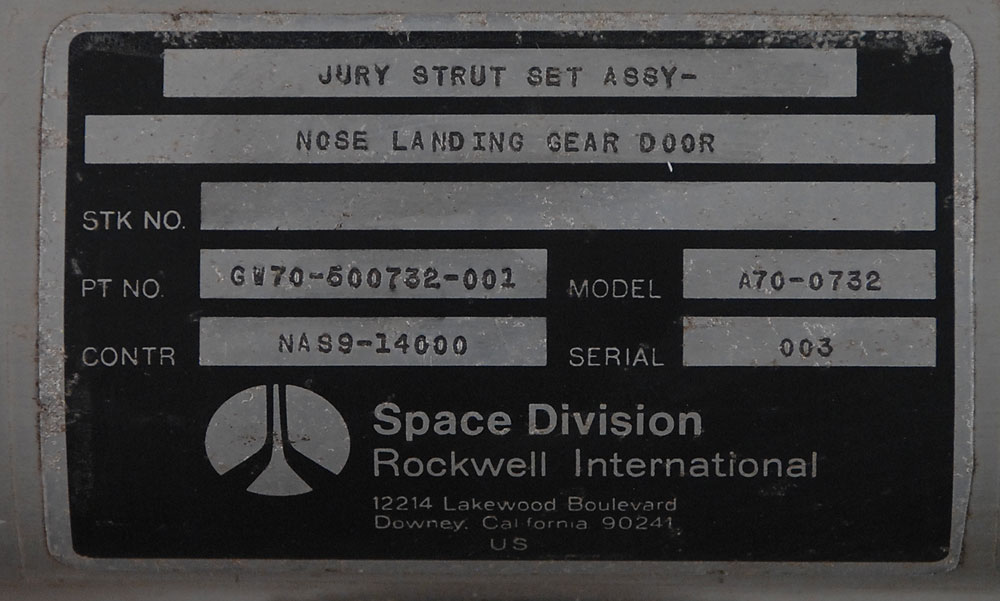 JURY STRUT SET ASSY-
NOSE LANDING GEAR DOOR
STK NO.
PT NO. GW70-500732-001 MODEL A70-0732
CONTR NAS9-14000 SERIAL 003
Space Division
Rockwell International
12214 Lakewood Boulevard
Downey, California 90241
US